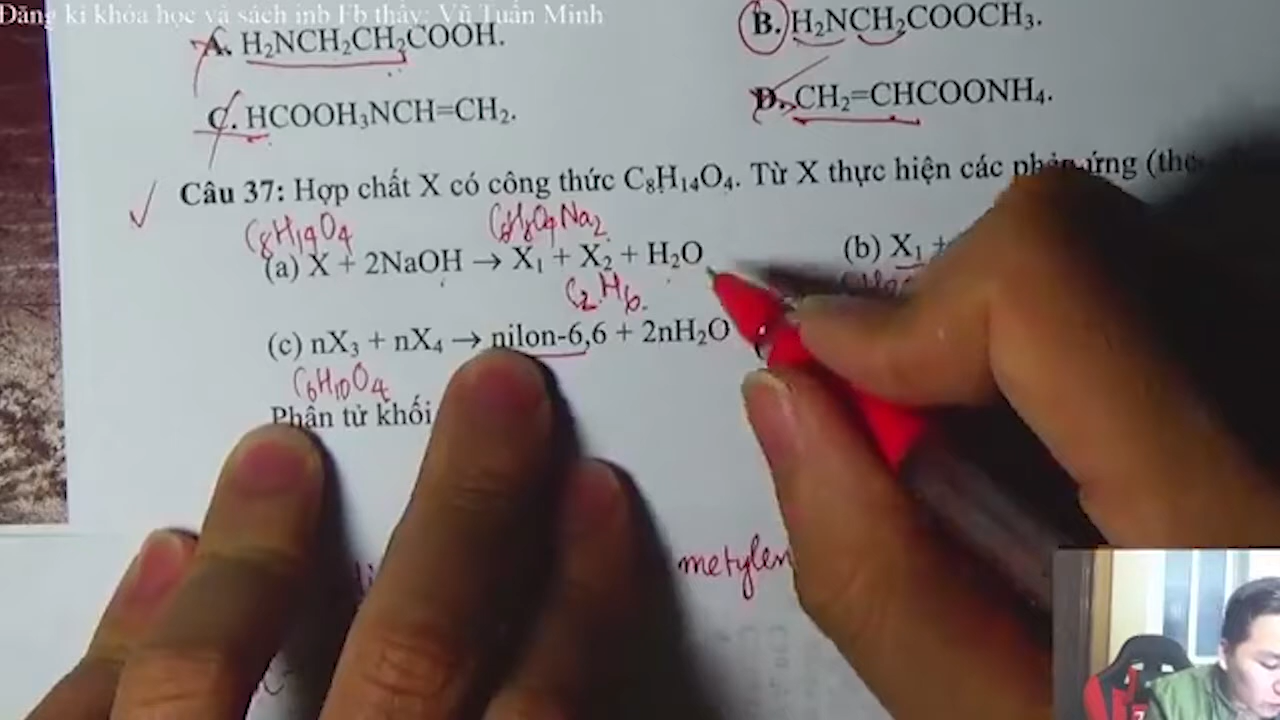 Đăng kí khóa học và sách inb Fb thầy: Vũ Tuấn Minh
A. H₂NCH₂CH₂COOH. B. H₂NCH₂COOCH₃.
C. HCOOH₃NCH=CH₂. D. CH₂=CHCOONH₄.
Câu 37: Hợp chất X có công thức C₈H₁₄O₄. Từ X thực hiện các phản ứng (the
C₈H₁₄O₄ C₆H₈O₄Na₂
(a) X + 2NaOH → X₁ + X₂ + H₂O (b) X₁ +
C₂H₆
(c) nX₃ + nX₄ → nilon-6,6 + 2nH₂O
C₆H₁₀O₄
Phân tử khối
metylen